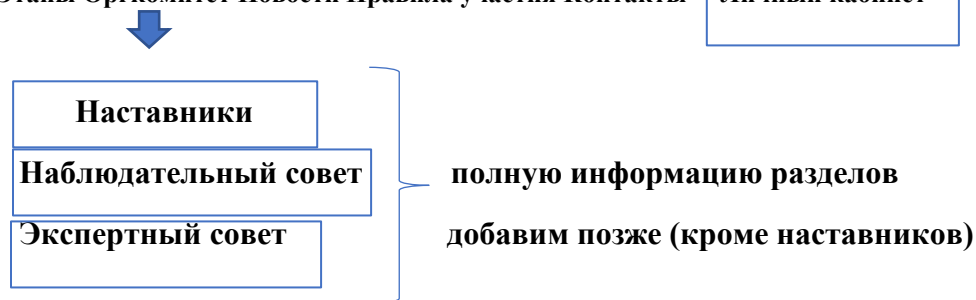 Этапы Оргкомитет Новости Правила участия Контакты Личный кабинет
Наставники
Наблюдательный совет полную информацию разделов
Экспертный совет добавим позже (кроме наставников)